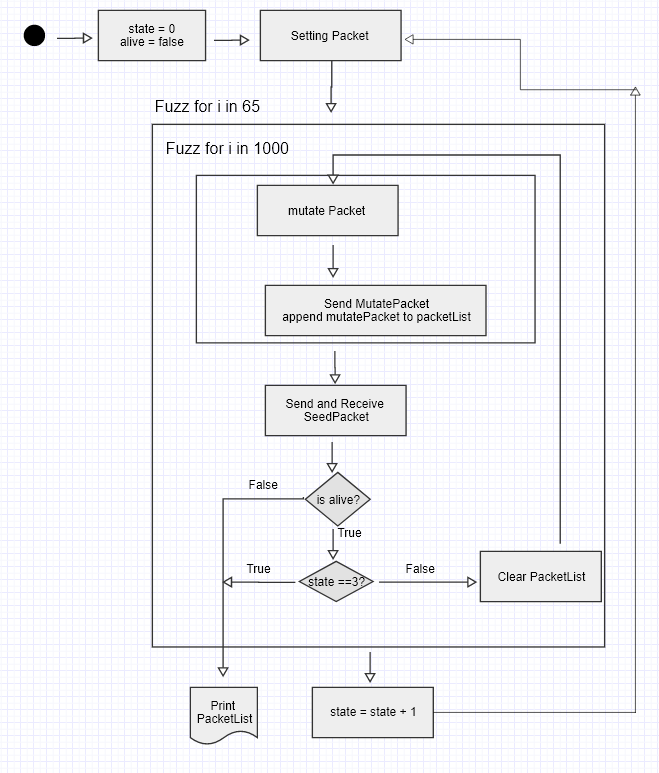 state = 0
alive = false
Setting Packet
Fuzz for i in 65
Fuzz for i in 1000
mutate Packet
Send MutatePacket
append mutatePacket to packetList
Send and Receive
SeedPacket
False
is alive?
True
True
state ==3?
False
Clear PacketList
Print
PacketList
state = state + 1